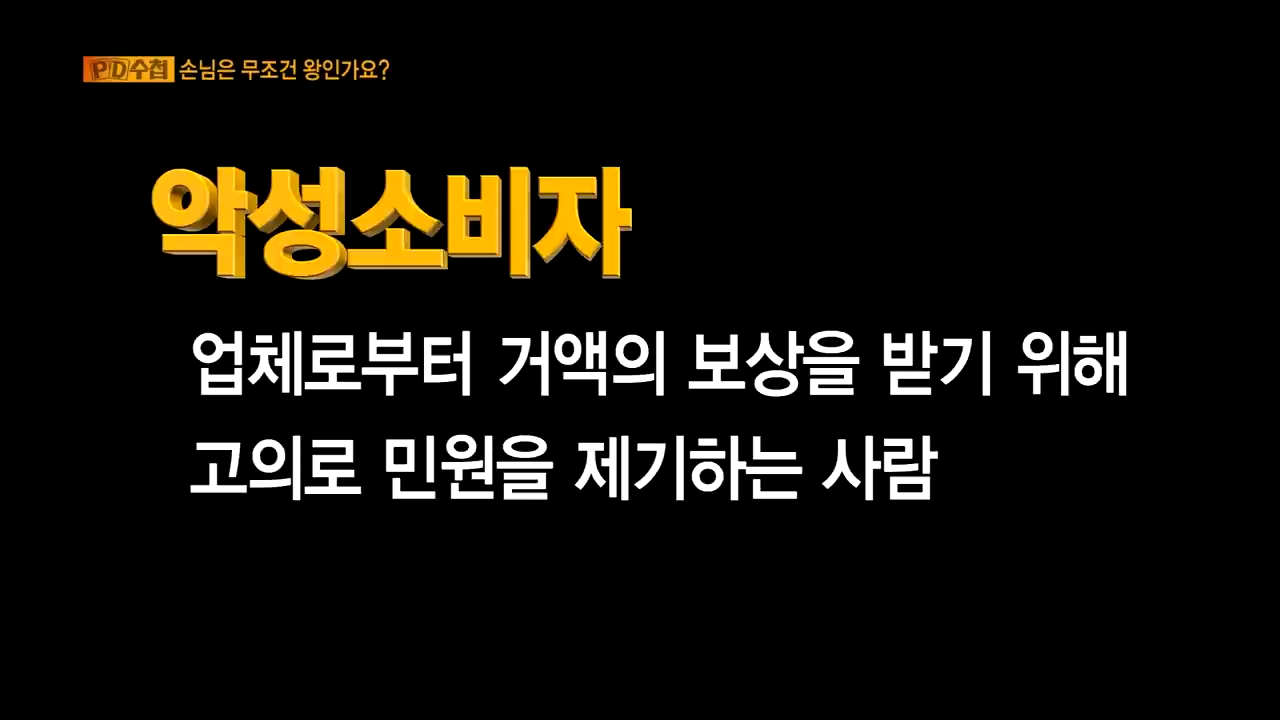 PD수첩 손님은 무조건 왕인가요?
악성소비자
업체로부터 거액의 보상을 받기 위해
고의로 민원을 제기하는 사람